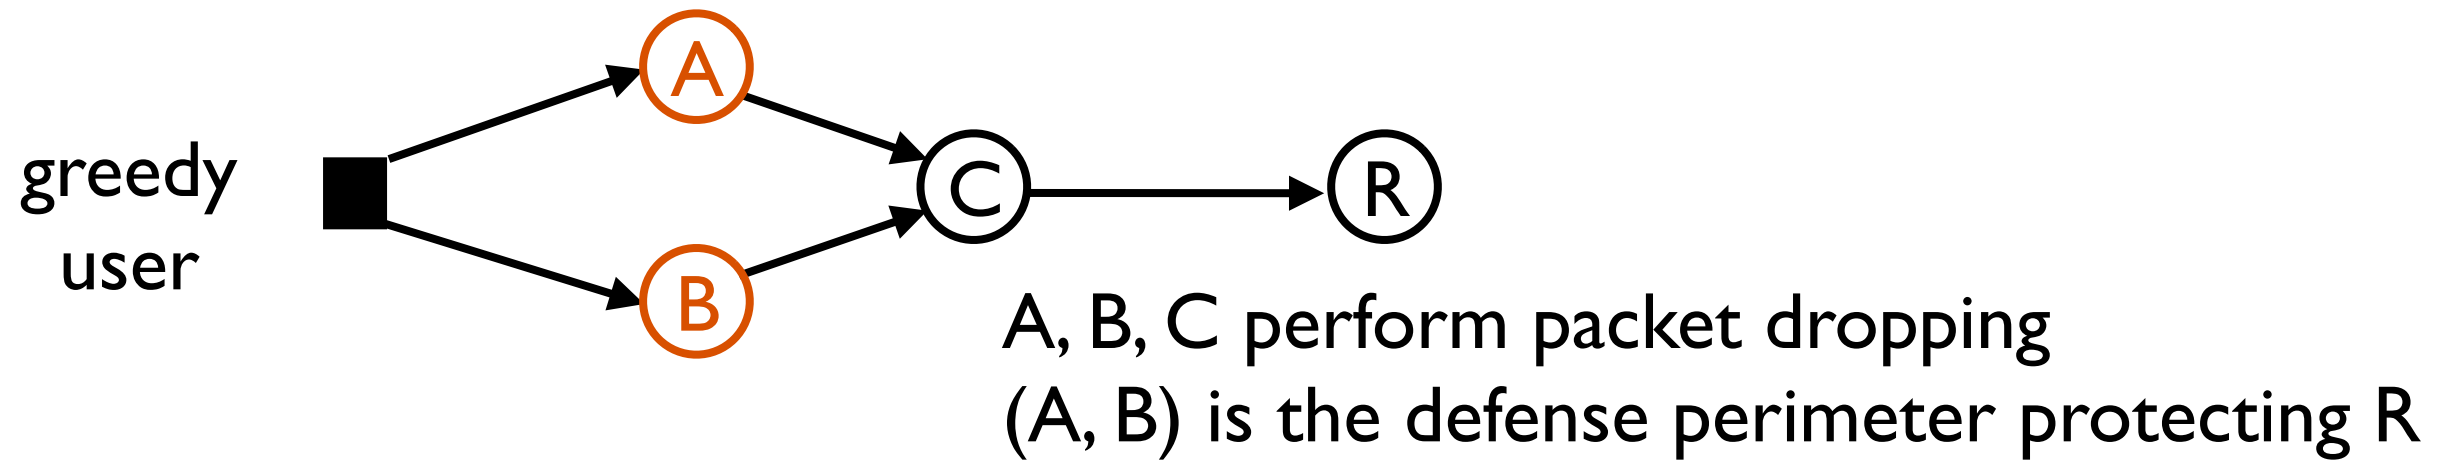 greedy
user
A
B
C
R
A, B, C perform packet dropping
(A, B) is the defense perimeter protecting R